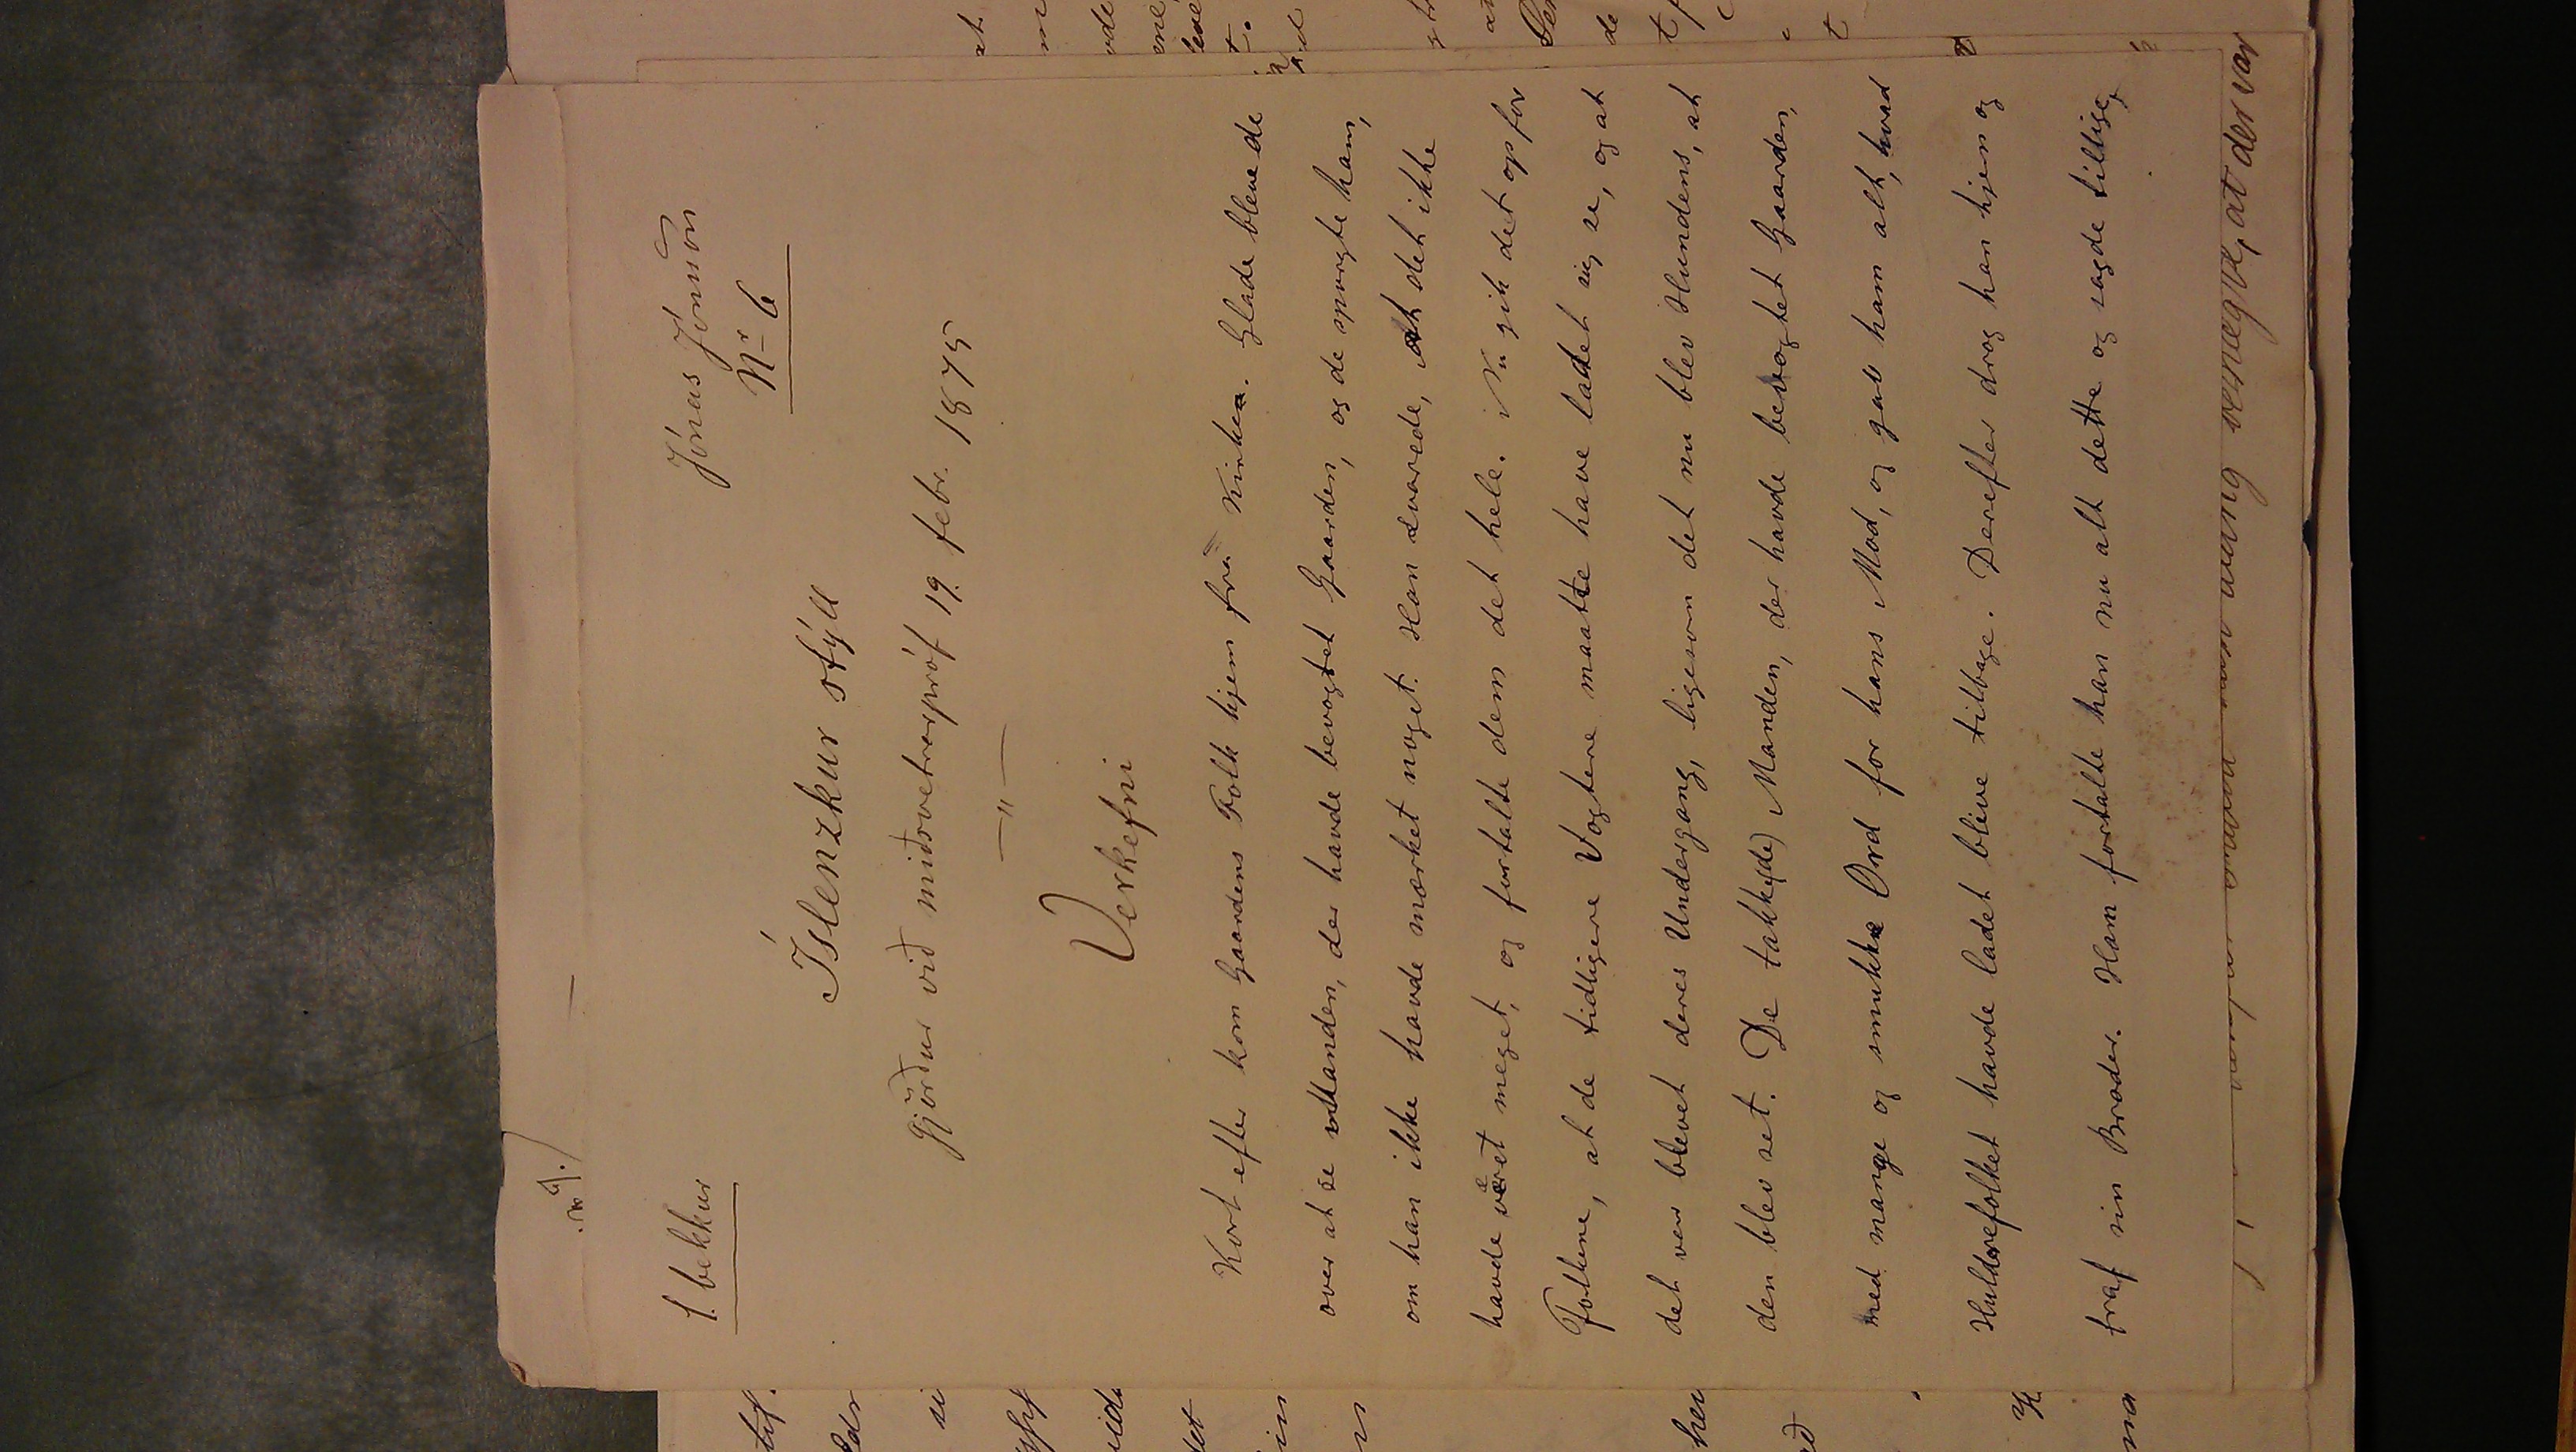 1. bekkur
Jónas Jónsson
Nr 6
Íslenzkur stýll
gjörður við miðsvetrarpróf 19. febr. 1875
— " —
Verkefni
Kort efter kom Gaardens Folk hjem fra Kirken. Glade bleve de
over at se Manden, der havde bevogtet Gaarden, og de spurgte ham,
om han ikke havde mærket noget. Han svarede, at det ikke
havde været meget, og fortalte dem det hele. Nu gik det op for
Folkene, at de tidligere Vogtere maatte have ladet sig se, og at
det var blevet deres Undergang, ligesom det nu blev Hundens, at
den blev set. De takk(ede) Manden, der havde bevogtet Gaarden,
med mange og smukke Ord for hans Mod, og gav ham alt, hvad
Huldrefolket havde ladet blive tilbage. Derefter drog han hjem og
traf sin Broder. Ham fortalte han nu alt dette og sagde tillige,
at der var